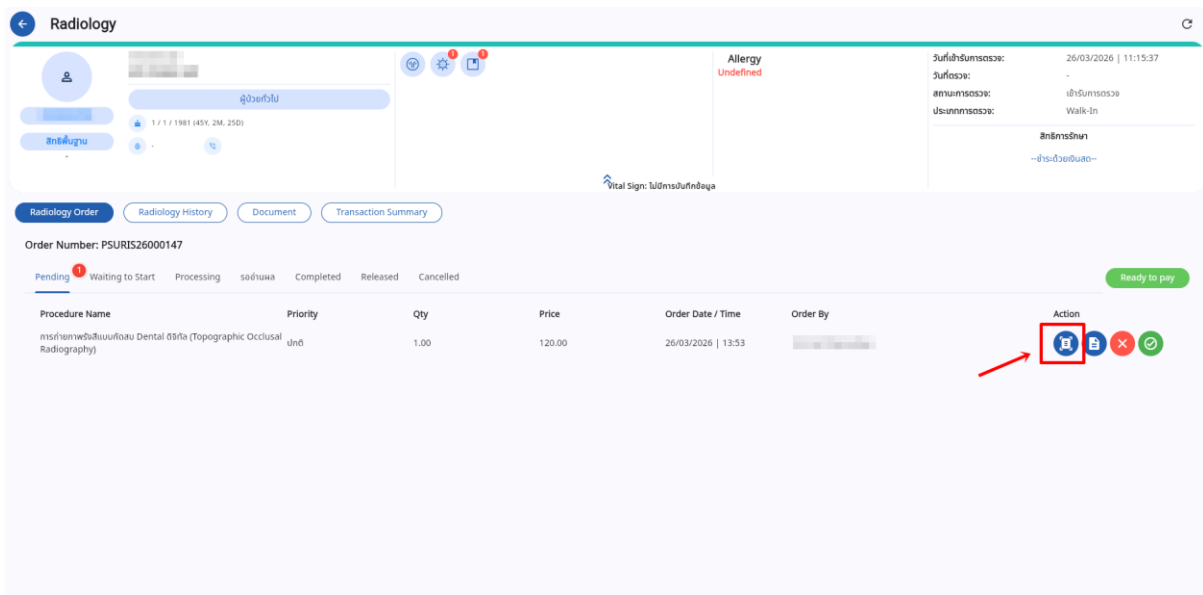 Radiology
1
1
Allergy
Undefined
วันที่เข้ารับการตรวจ: 26/03/2026 | 11:15:37
วันที่ตรวจ: -
สถานะการตรวจ: เข้ารับการตรวจ
ประเภทการตรวจ: Walk-In
ผู้ป่วยทั่วไป
1 / 1 / 1981 (45Y, 2M, 25D)
สิทธิพื้นฐาน
-
-
สิทธิการรักษา
--ชำระด้วยเงินสด--
Vital Sign: ไม่มีการบันทึกข้อมูล
Radiology Order Radiology History Document Transaction Summary
Order Number: PSURIS26000147
Pending 1 Waiting to Start Processing รออ่านผล Completed Released Cancelled Ready to pay
Procedure Name Priority Qty Price Order Date / Time Order By Action
การถ่ายภาพรังสีแบบกัดสบ Dental ดิจิทัล (Topographic Occlusal
Radiography) ปกติ 1.00 120.00 26/03/2026 | 13:53